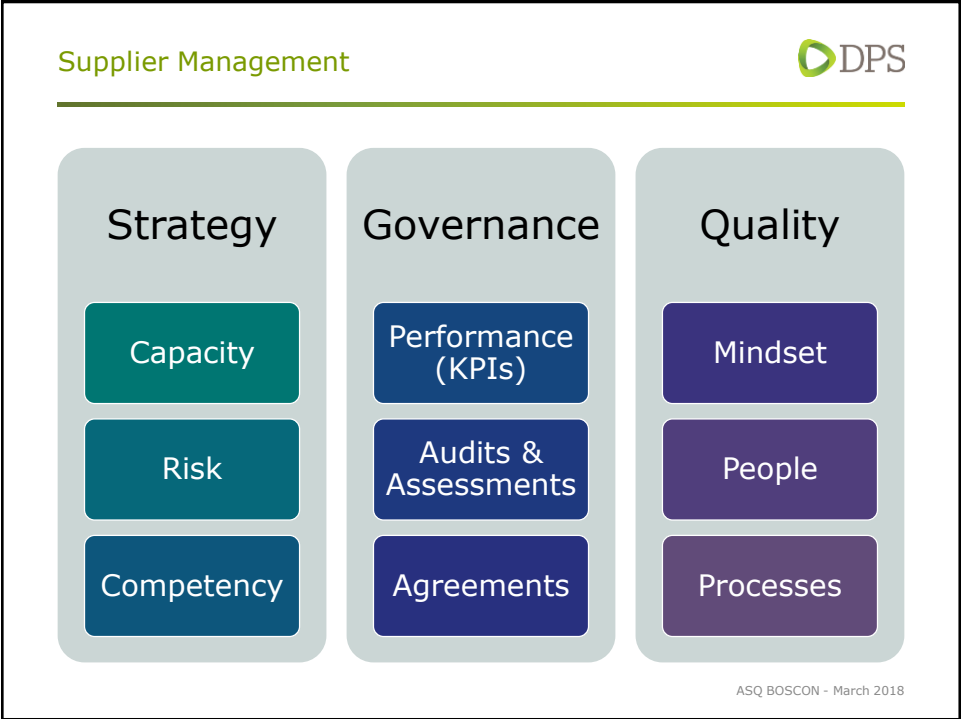 Supplier Management
DPS
Strategy
Capacity
Risk
Competency
Governance
Performance
(KPIs)
Audits &
Assessments
Agreements
Quality
Mindset
People
Processes
ASQ BOSCON - March 2018